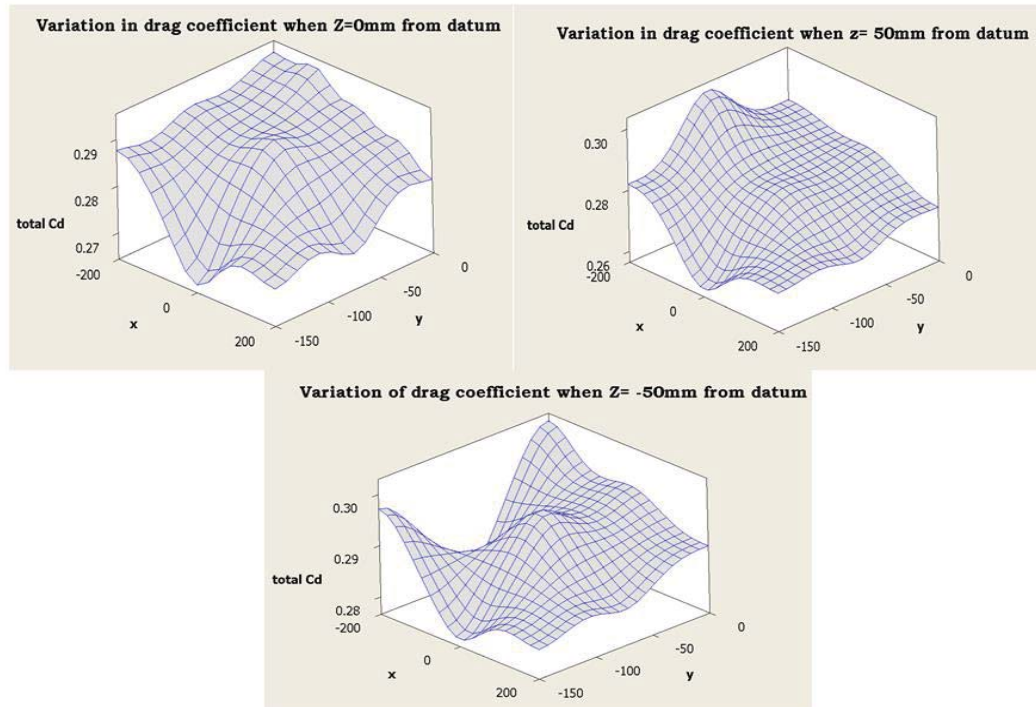 Variation in drag coefficient when Z=0mm from datum
0.29
0.28
total Cd
0.27
-200
0
x
200
-150
-100
y
-50
0
Variation in drag coefficient when z= 50mm from datum
0.30
0.28
total Cd
0.26
-200
0
x
200
-150
-100
y
-50
0
Variation of drag coefficient when Z= -50mm from datum
0.30
0.29
total Cd
0.28
-200
0
x
200
-150
-100
y
-50
0